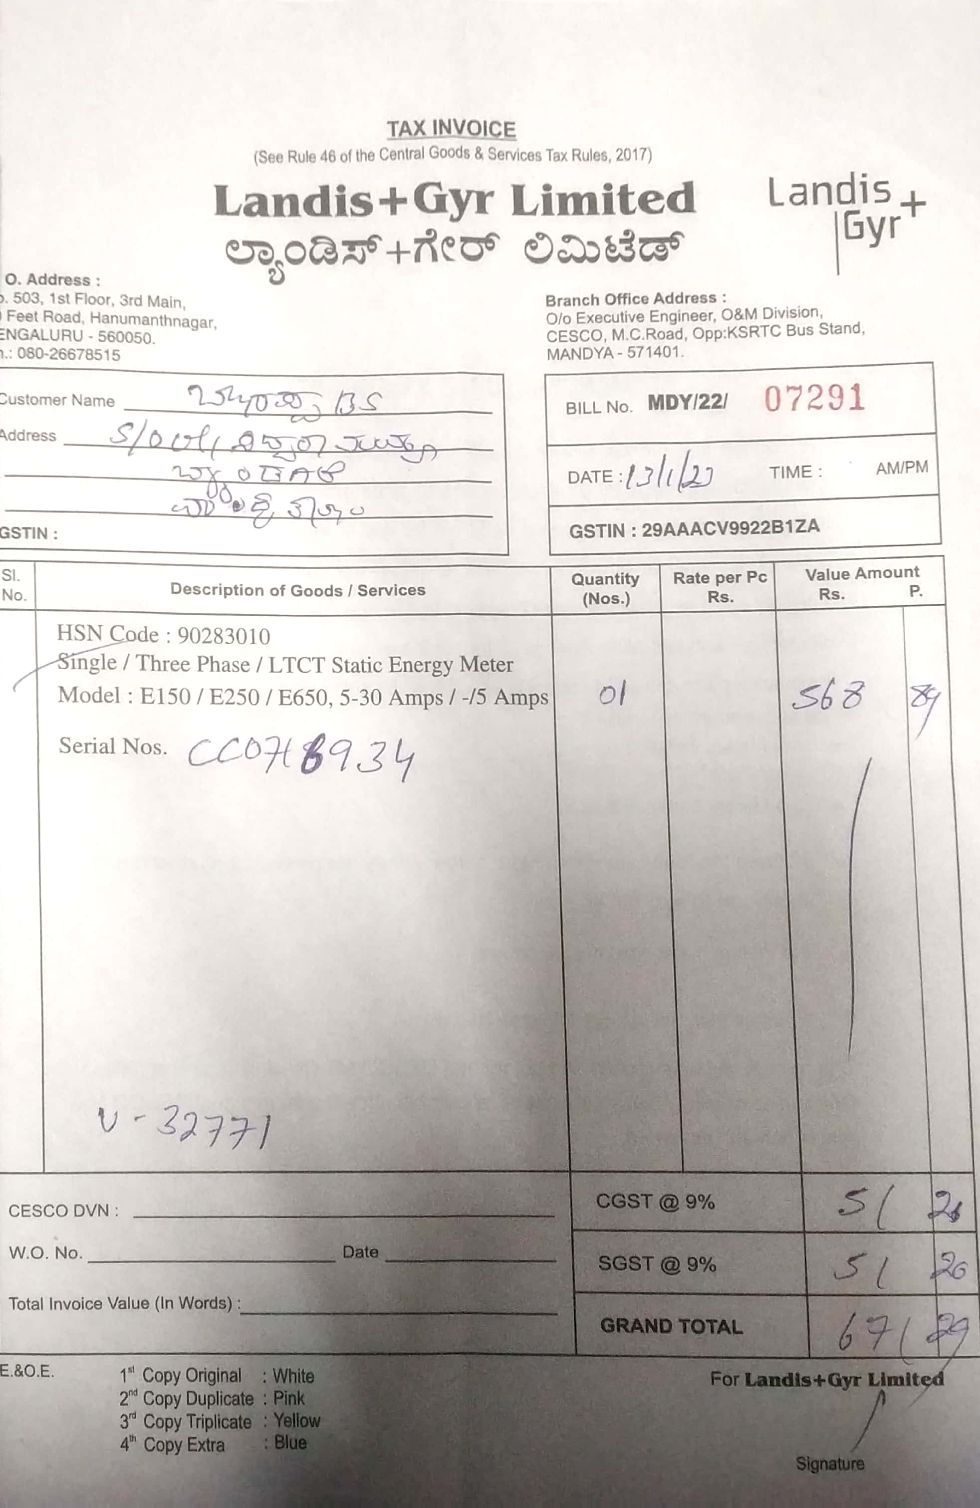 TAX INVOICE
(See Rule 46 of the Central Goods & Services Tax Rules, 2017)
Landis+Gyr Limited
ಲ್ಯಾಂಡಿಸ್+ಗೇರ್ ಲಿಮಿಟೆಡ್
Landis+
Gyr
O. Address :
. 503, 1st Floor, 3rd Main,
Feet Road, Hanumanthnagar,
ENGALURU - 560050.
.: 080-26678515
Branch Office Address :
O/o Executive Engineer, O&M Division,
CESCO, M.C.Road, Opp:KSRTC Bus Stand,
MANDYA - 571401.
Customer Name BS
Address S/O
GSTIN :
BILL No. MDY/22/ 07291
DATE : 13/1/23 TIME : AM/PM
GSTIN : 29AAACV9922B1ZA
Sl. No. Description of Goods / Services Quantity (Nos.) Rate per Pc Rs. Value Amount Rs. P.
HSN Code : 90283010
Single / Three Phase / LTCT Static Energy Meter
Model : E150 / E250 / E650, 5-30 Amps / -/5 Amps 01 568 89
Serial Nos.
V - 32771
CESCO DVN : CGST @ 9% 51 20
W.O. No. Date SGST @ 9% 51 20
Total Invoice Value (In Words) :
GRAND TOTAL 671 29
E.&O.E.
1st Copy Original : White
2nd Copy Duplicate : Pink
3rd Copy Triplicate : Yellow
4th Copy Extra : Blue
For Landis+Gyr Limited
Signature